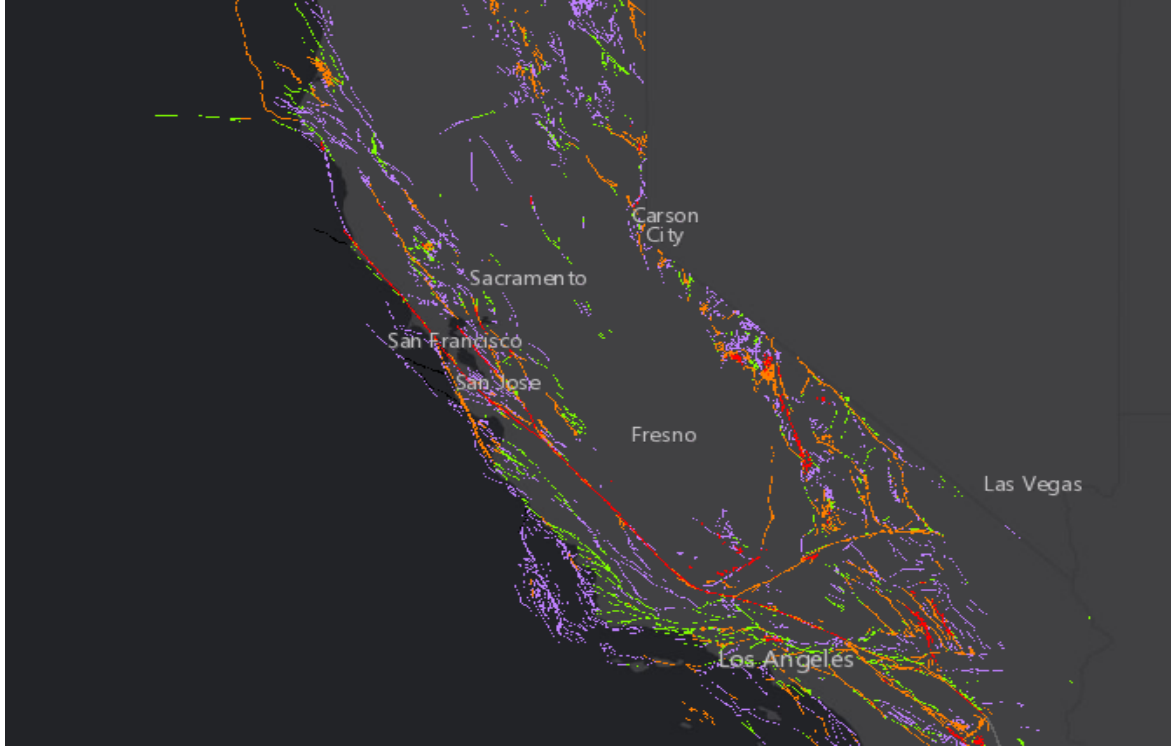 Carson
City
Sacramento
San Francisco
San Jose
Fresno
Las Vegas
Los Angeles